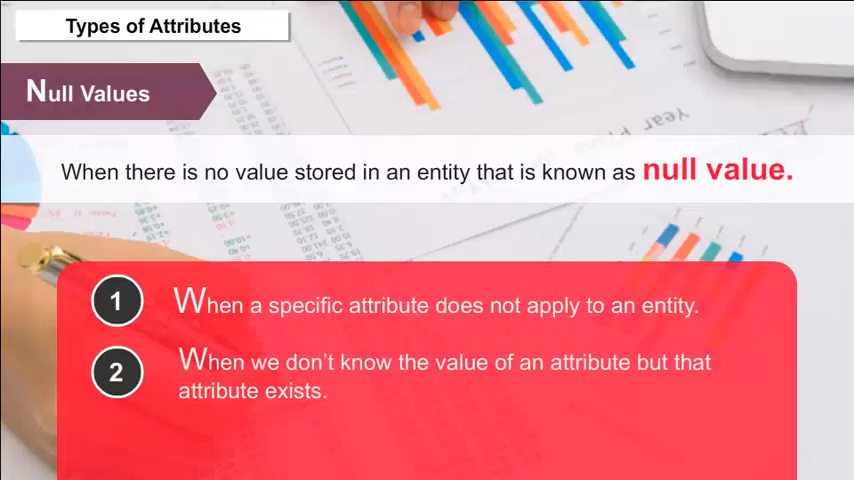 Types of Attributes
Null Values
When there is no value stored in an entity that is known as null value.
1 When a specific attribute does not apply to an entity.
2 When we don't know the value of an attribute but that
attribute exists.